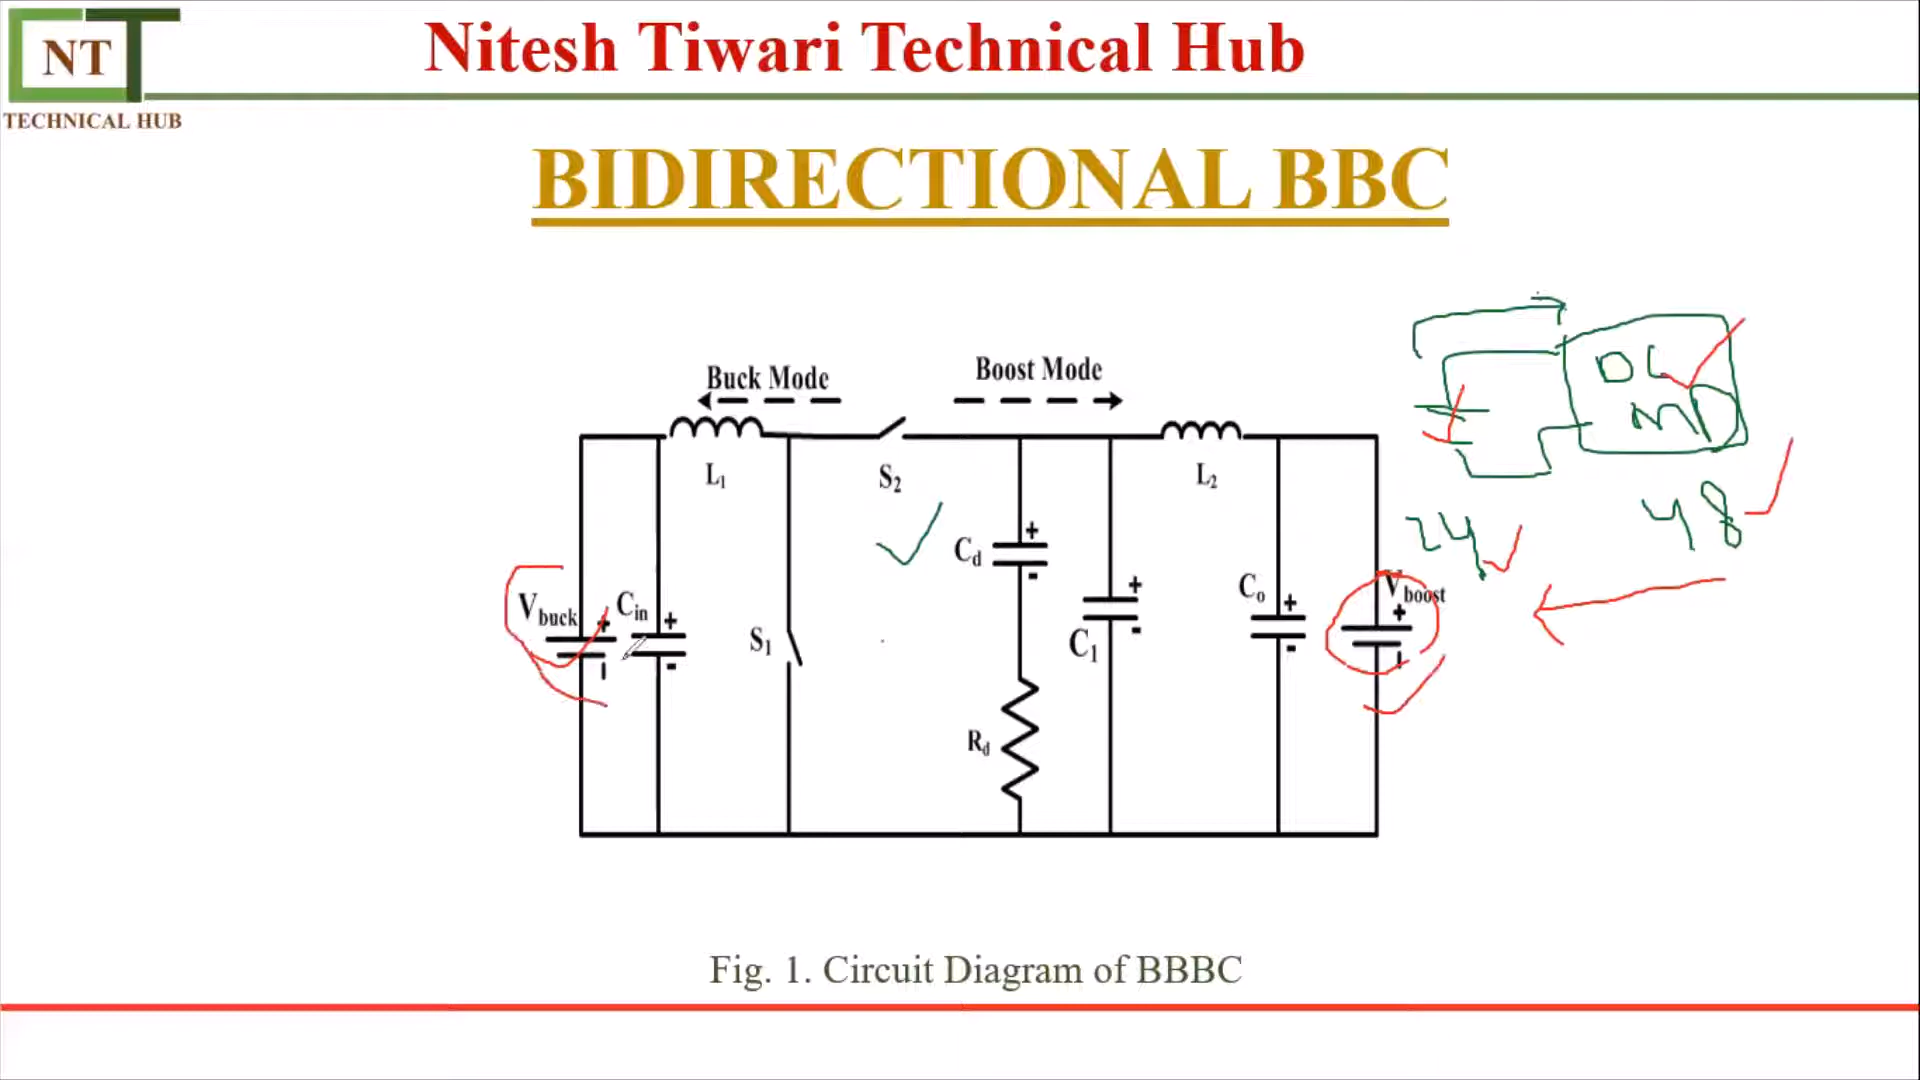 NT
TECHNICAL HUB
Nitesh Tiwari Technical Hub
BIDIRECTIONAL BBC
Buck Mode
Boost Mode
L1
S2
L2
Cd
24
48
Vbuck
Cin
S1
C1
Co
Vboost
Rd
DC
Fig. 1. Circuit Diagram of BBBC